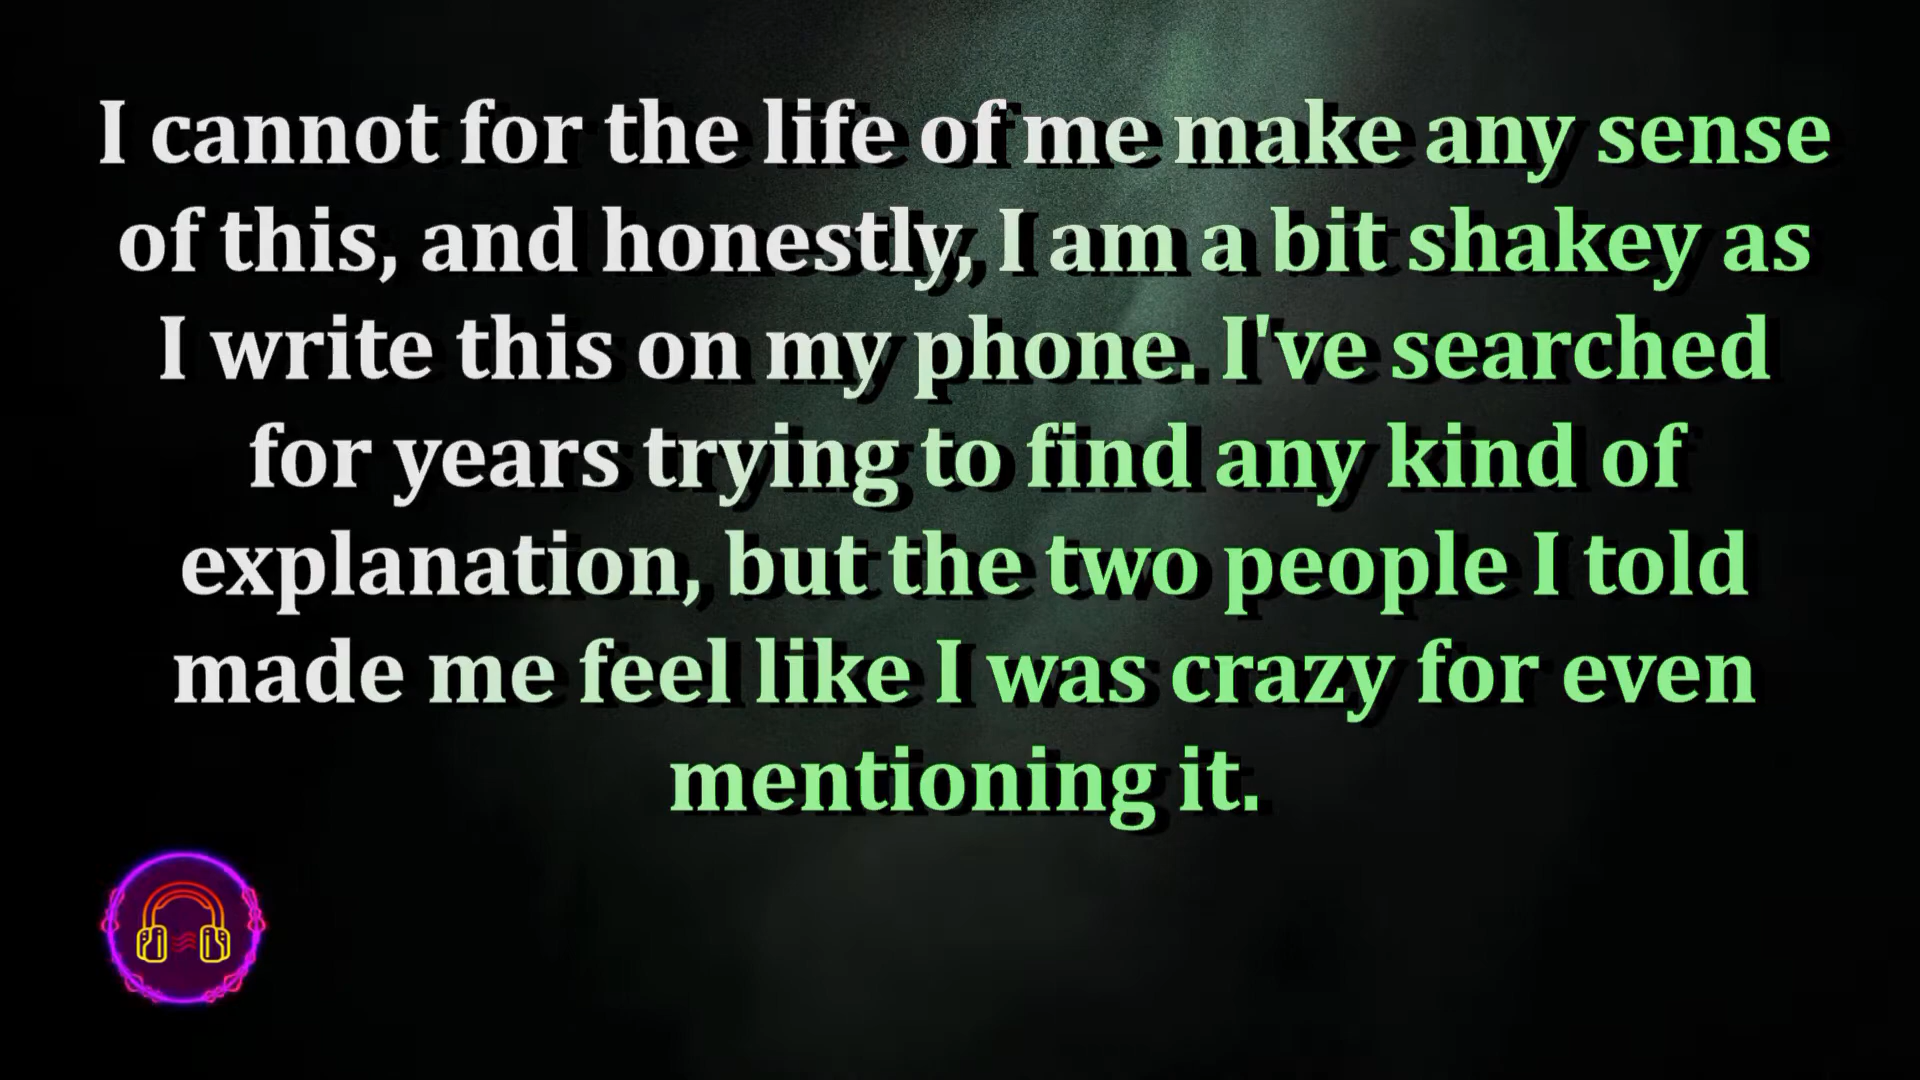 I cannot for the life of me make any sense
of this, and honestly, I am a bit shakey as
I write this on my phone. I've searched
for years trying to find any kind of
explanation, but the two people I told
made me feel like I was crazy for even
mentioning it.